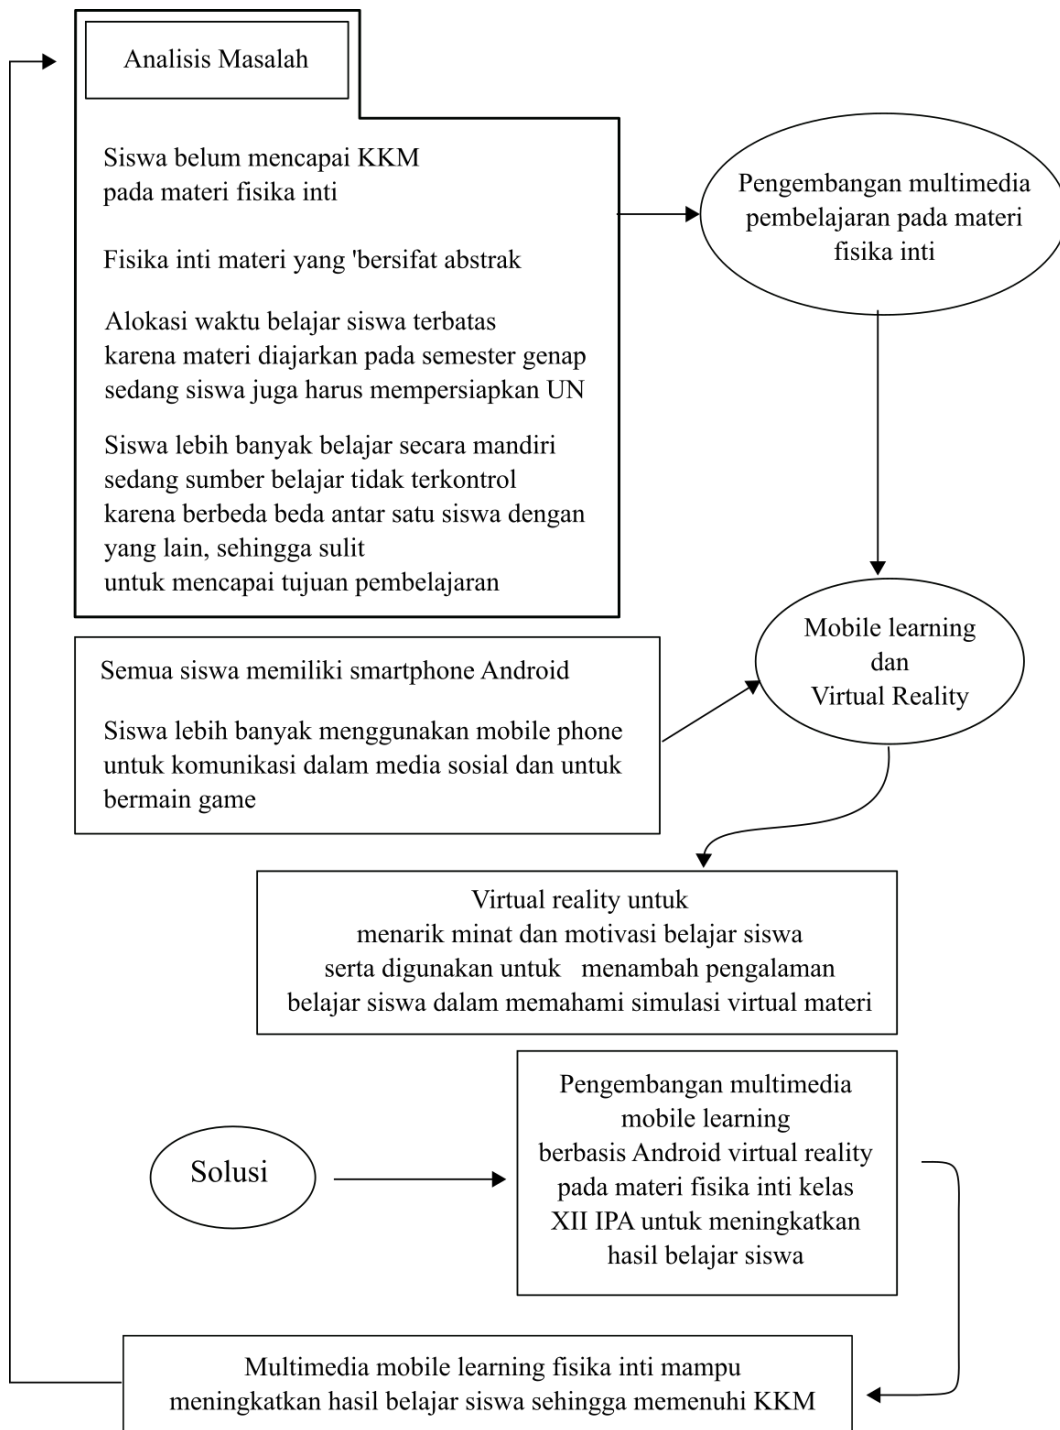 Analisis Masalah
Siswa belum mencapai KKM
pada materi fisika inti
Fisika inti materi yang 'bersifat abstrak
Alokasi waktu belajar siswa terbatas
karena materi diajarkan pada semester genap
sedang siswa juga harus mempersiapkan UN
Siswa lebih banyak belajar secara mandiri
sedang sumber belajar tidak terkontrol
karena berbeda beda antar satu siswa dengan
yang lain, sehingga sulit
untuk mencapai tujuan pembelajaran
Pengembangan multimedia
pembelajaran pada materi
fisika inti
Mobile learning
dan
Virtual Reality
Semua siswa memiliki smartphone Android
Siswa lebih banyak menggunakan mobile phone
untuk komunikasi dalam media sosial dan untuk
bermain game
Virtual reality untuk
menarik minat dan motivasi belajar siswa
serta digunakan untuk menambah pengalaman
belajar siswa dalam memahami simulasi virtual materi
Solusi
Pengembangan multimedia
mobile learning
berbasis Android virtual reality
pada materi fisika inti kelas
XII IPA untuk meningkatkan
hasil belajar siswa
Multimedia mobile learning fisika inti mampu
meningkatkan hasil belajar siswa sehingga memenuhi KKM